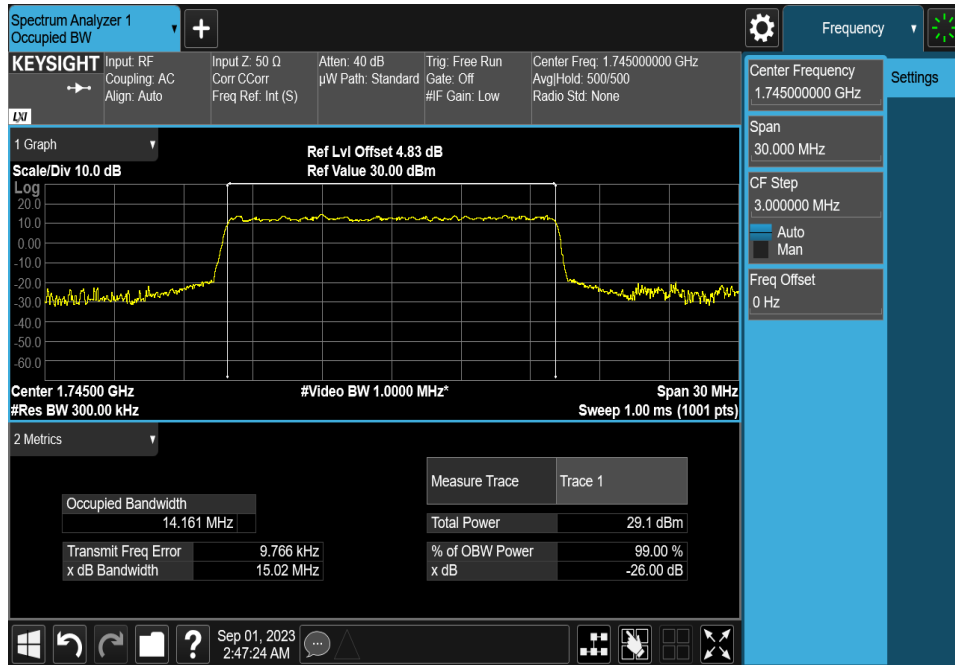 Spectrum Analyzer 1
Occupied BW
+
Frequency
KEYSIGHT
LXI
Input: RF
Coupling: AC
Align: Auto
Input Z: 50 Ω
Corr CCorr
Freq Ref: Int (S)
Atten: 40 dB
µW Path: Standard
Trig: Free Run
Gate: Off
#IF Gain: Low
Center Freq: 1.745000000 GHz
Avg|Hold: 500/500
Radio Std: None
Center Frequency
1.745000000 GHz
Settings
Span
30.000 MHz
CF Step
3.000000 MHz
Auto
Man
Freq Offset
0 Hz
1 Graph
Scale/Div 10.0 dB
Ref Lvl Offset 4.83 dB
Ref Value 30.00 dBm
Log
20.0
10.0
0.00
-10.0
-20.0
-30.0
-40.0
-50.0
-60.0
Center 1.74500 GHz
#Video BW 1.0000 MHz*
Span 30 MHz
#Res BW 300.00 kHz
Sweep 1.00 ms (1001 pts)
2 Metrics
Measure Trace
Trace 1
Occupied Bandwidth
14.161 MHz
Total Power
29.1 dBm
Transmit Freq Error
9.766 kHz
% of OBW Power
99.00 %
x dB Bandwidth
15.02 MHz
x dB
-26.00 dB
?
Sep 01, 2023
2:47:24 AM